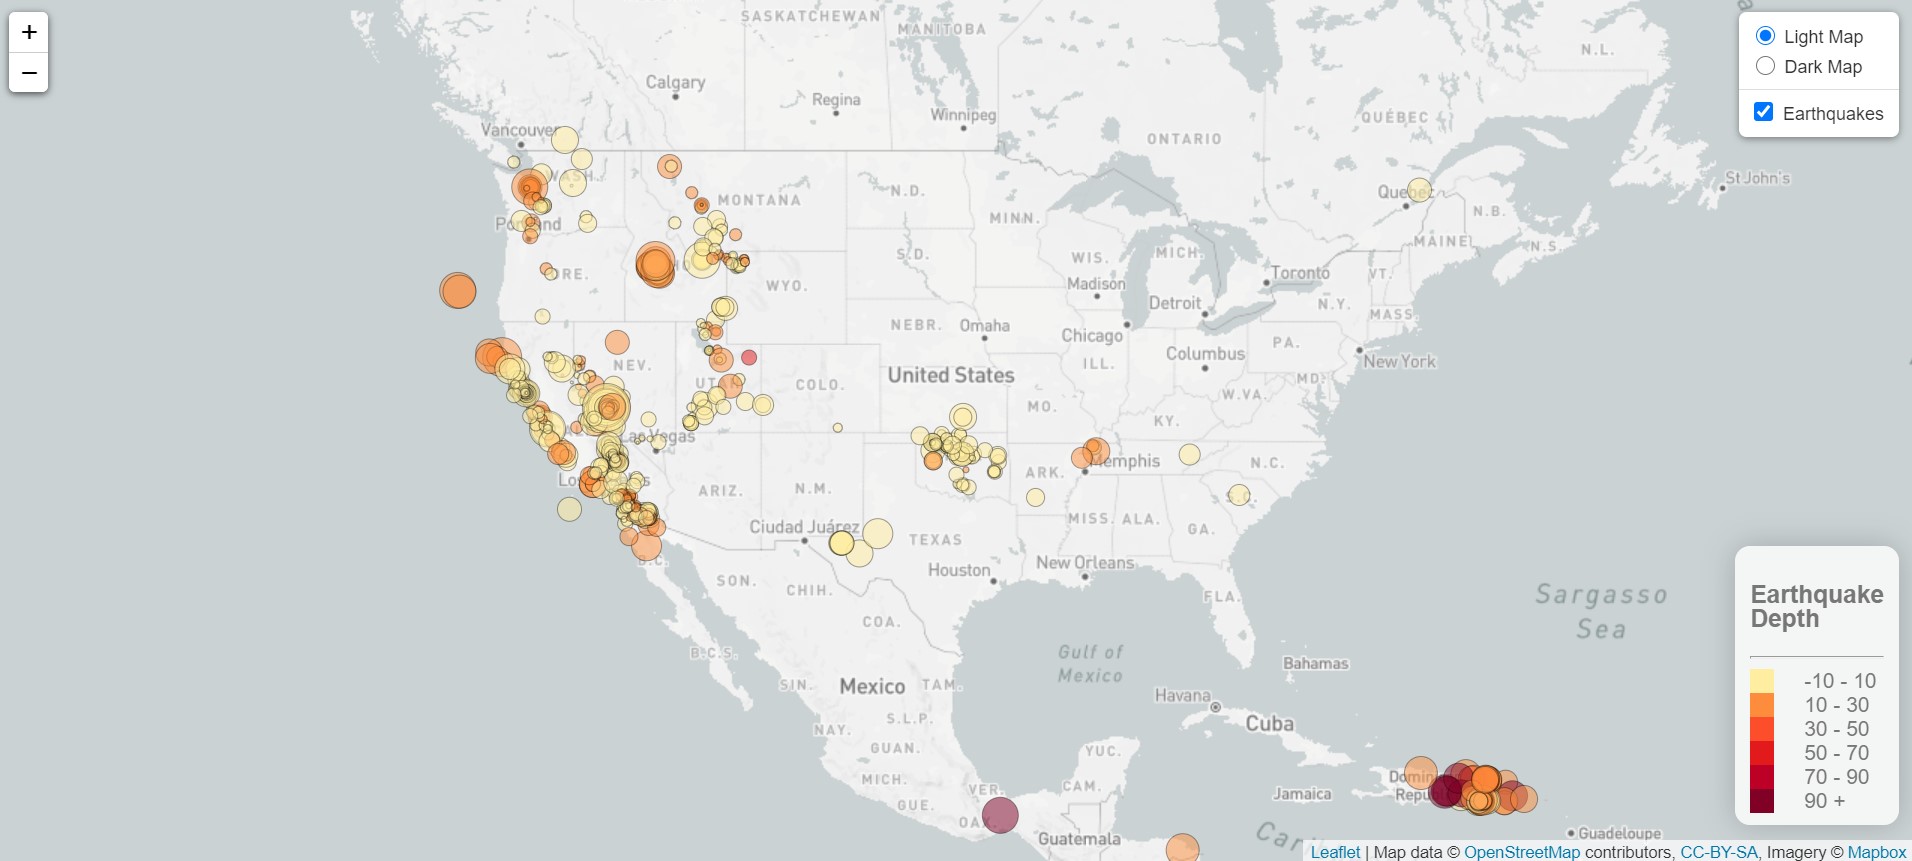 +
−
Light Map
Dark Map
Earthquakes
SASKATCHEWAN
MANITOBA
N.L.
Calgary
Regina
Winnipeg
Vancouver
ONTARIO
QUÉBEC
St John's
WASH.
MONTANA
N.D.
MINN.
Quebec
N.B.
Portland
MAINE
N.S.
ORE.
S.D.
WIS.
MICH.
Toronto
VT.
WYO.
Madison
Detroit
N.Y.
MASS.
NEBR.
Omaha
Chicago
Columbus
PA.
New York
NEV.
UTAH
COLO.
United States
ILL.
MD.
W.VA.
MO.
KY.
Las Vegas
Memphis
N.C.
ARK.
Los Angeles
ARIZ.
N.M.
S.C.
MISS.
ALA.
GA.
Ciudad Juárez
TEXAS
B.C.
Houston
New Orleans
SON.
CHIH.
FLA.
COA.
Sargasso
Sea
B.C.S.
Gulf of
Mexico
Bahamas
SIN.
Mexico
TAM.
Havana
Cuba
S.L.P.
NAY.
GUAN.
YUC.
MICH.
VER.
CAM.
Jamaica
GUE.
OAX.
Guatemala
Guadeloupe
Earthquake
Depth
-10 - 10
10 - 30
30 - 50
50 - 70
70 - 90
90 +
Leaflet | Map data © OpenStreetMap contributors, CC-BY-SA, Imagery © Mapbox